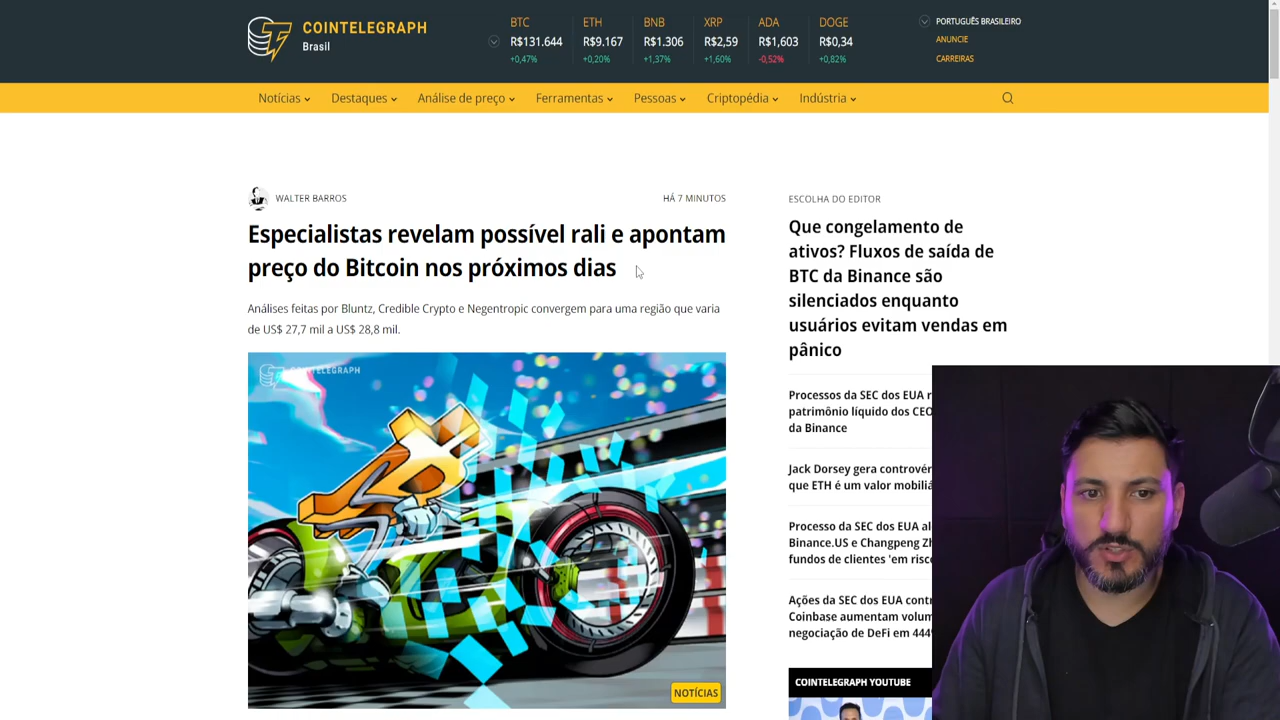 COINTELEGRAPH
Brasil
BTC
R$131.644
+0,47%
ETH
R$9.167
+0,20%
BNB
R$1.306
+1,37%
XRP
R$2,59
+1,60%
ADA
R$1,603
-0,52%
DOGE
R$0,34
+0,82%
PORTUGUÊS BRASILEIRO
ANUNCIE
CARREIRAS
Notícias
Destaques
Análise de preço
Ferramentas
Pessoas
Criptopédia
Indústria
WALTER BARROS
HÁ 7 MINUTOS
Especialistas revelam possível rali e apontam
preço do Bitcoin nos próximos dias
Análises feitas por Bluntz, Credible Crypto e Negentropic convergem para uma região que varia
de US$ 27,7 mil a US$ 28,8 mil.
COINTELEGRAPH
NOTÍCIAS
ESCOLHA DO EDITOR
Que congelamento de
ativos? Fluxos de saída de
BTC da Binance são
silenciados enquanto
usuários evitam vendas em
pânico
Processos da SEC dos EUA r
patrimônio líquido dos CEO
da Binance
Jack Dorsey gera controvér
que ETH é um valor mobiliá
Processo da SEC dos EUA al
Binance.US e Changpeng Zh
fundos de clientes 'em risco
Ações da SEC dos EUA cont
Coinbase aumentam volum
negociação de DeFi em 444
COINTELEGRAPH YOUTUBE